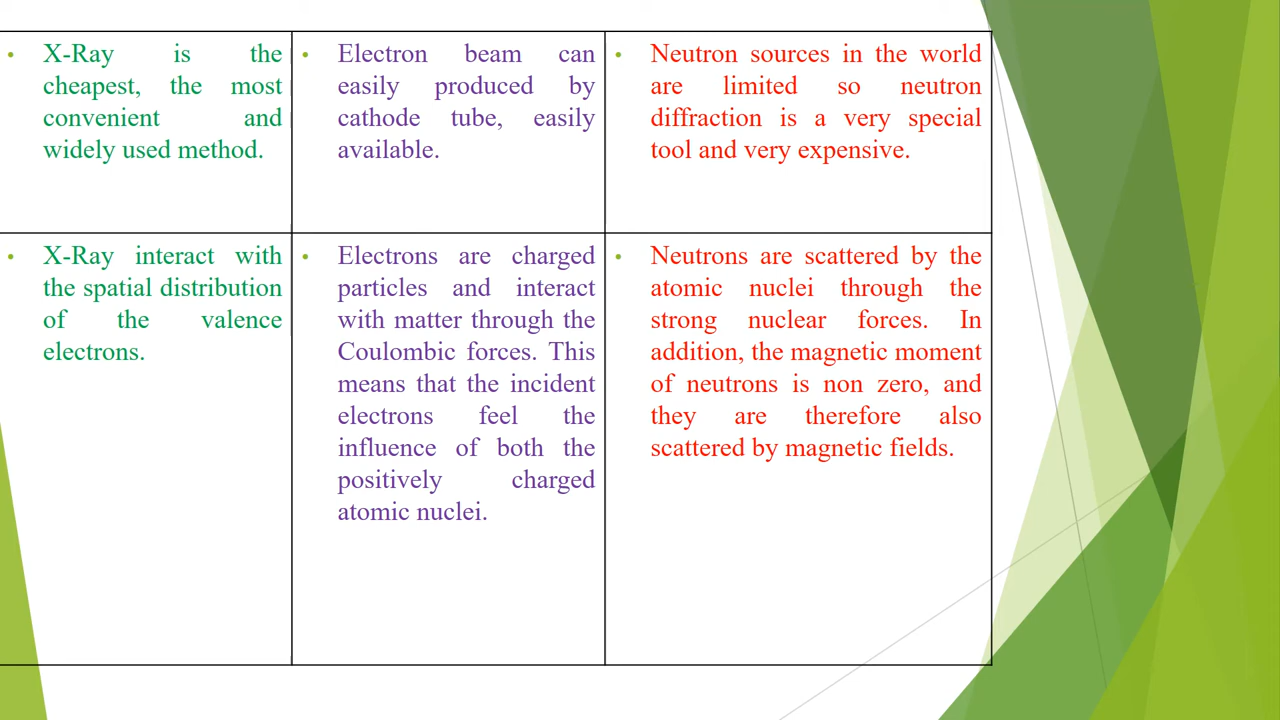 • X-Ray is the
cheapest, the most
convenient and
widely used method.
• Electron beam can
easily produced by
cathode tube, easily
available.
• Neutron sources in the world
are limited so neutron
diffraction is a very special
tool and very expensive.
• X-Ray interact with
the spatial distribution
of the valence
electrons.
• Electrons are charged
particles and interact
with matter through the
Coulombic forces. This
means that the incident
electrons feel the
influence of both the
positively charged
atomic nuclei.
• Neutrons are scattered by the
atomic nuclei through the
strong nuclear forces. In
addition, the magnetic moment
of neutrons is non zero, and
they are therefore also
scattered by magnetic fields.